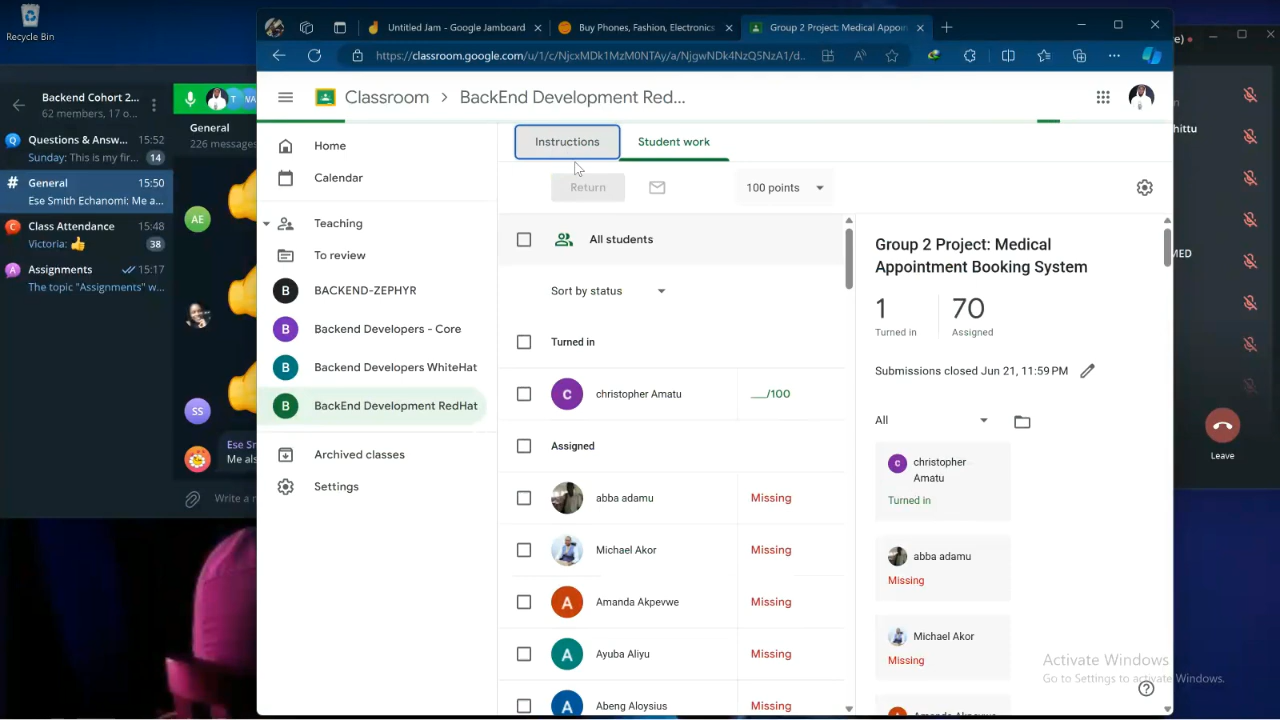 Recycle Bin
Backend Cohort 2...
62 members, 17 o...
Questions & Answ... 15:52
Sunday: This is my fir... 14
# General 15:50
Ese Smith Echanomi: Me a...
Class Attendance 15:48
Victoria: 👍 38
Assignments 15:17
The topic "Assignments" w...
T NA
General
226 messages
AE
SS
Ese Sr
Me als
Write a r
Untitled Jam - Google Jamboard
Buy Phones, Fashion, Electronics
Group 2 Project: Medical Appoin
https://classroom.google.com/u/1/c/NjcxMDk1MzM0NTAy/a/NjgwNDk4NzQ5NzA1/d..
Classroom > BackEnd Development Red...
Home
Calendar
Teaching
To review
B BACKEND-ZEPHYR
B Backend Developers - Core
B Backend Developers WhiteHat
B BackEnd Development RedHat
Archived classes
Settings
Instructions
Student work
Return
100 points
All students
Sort by status
Turned in
c christopher Amatu __/100
Assigned
abba adamu Missing
Michael Akor Missing
A Amanda Akpevwe Missing
A Ayuba Aliyu Missing
A Abeng Aloysius Missing
Group 2 Project: Medical
Appointment Booking System
1 70
Turned in Assigned
Submissions closed Jun 21, 11:59 PM
All
c christopher
Amatu
Turned in
abba adamu
Missing
Michael Akor
Missing
Amanda
Activate Windows
Go to Settings to activate Windows.
e)
hittu
MED
Leave